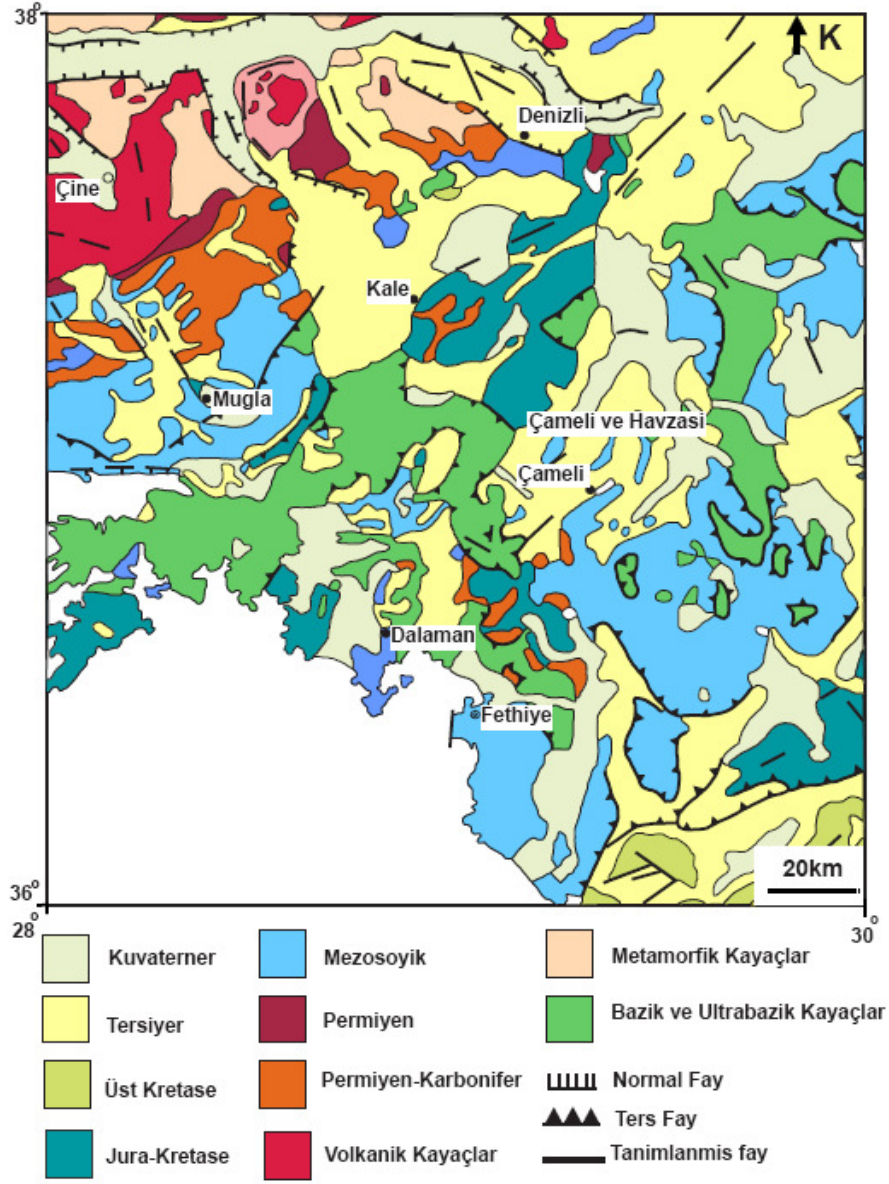 38°
K
Denizli
Çine
Kale
Mugla
Çameli ve Havzasi
Çameli
Dalaman
Fethiye
20km
36°
28°
30°
Kuvaterner
Mezosoyik
Metamorfik Kayaçlar
Tersiyer
Permiyen
Bazik ve Ultrabazik Kayaçlar
Üst Kretase
Permiyen-Karbonifer
Normal Fay
Ters Fay
Jura-Kretase
Volkanik Kayaçlar
Tanimlanmis fay